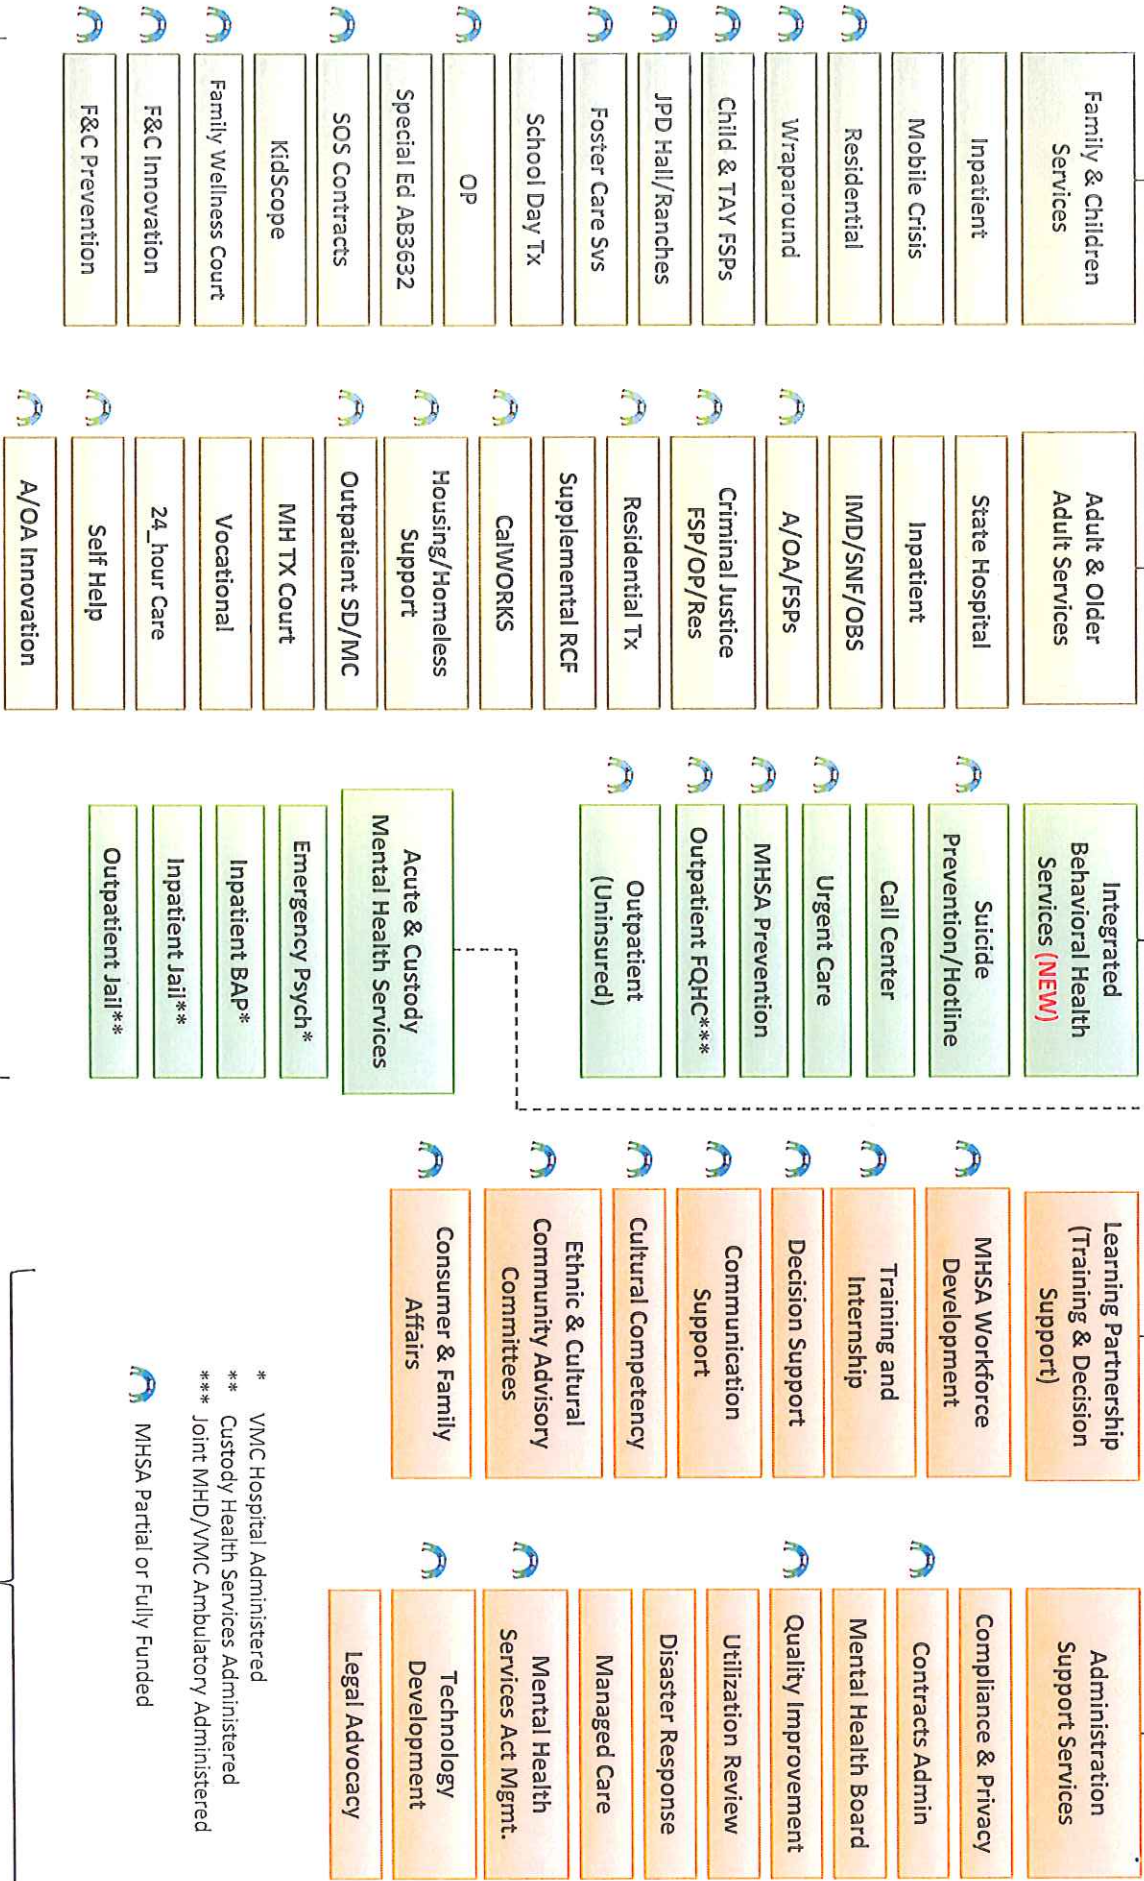 Family & Children
Services
Inpatient
Mobile Crisis
Residential
Wraparound
Child & TAY FSPs
JPD Hall/Ranches
Foster Care Svs
School Day Tx
OP
Special Ed AB3632
SOS Contracts
KidScope
Family Wellness Court
F&C Innovation
F&C Prevention
Adult & Older
Adult Services
State Hospital
Inpatient
IMD/SNF/OBS
A/OA/FSPs
Criminal Justice
FSP/OP/Res
Residential Tx
Supplemental RCF
CalWORKS
Housing/Homeless
Support
Outpatient SD/MC
MH TX Court
Vocational
24_hour Care
Self Help
A/OA Innovation
Integrated
Behavioral Health
Services (NEW)
Suicide
Prevention/Hotline
Call Center
Urgent Care
MHSA Prevention
Outpatient FQHC***
Outpatient
(Uninsured)
Acute & Custody
Mental Health Services
Emergency Psych*
Inpatient BAP*
Inpatient Jail**
Outpatient Jail**
Learning Partnership
(Training & Decision
Support)
MHSA Workforce
Development
Training and
Internship
Decision Support
Communication
Support
Cultural Competency
Ethnic & Cultural
Community Advisory
Committees
Consumer & Family
Affairs
Administration
Support Services
Compliance & Privacy
Contracts Admin
Mental Health Board
Quality Improvement
Utilization Review
Disaster Response
Managed Care
Mental Health
Services Act Mgmt.
Technology
Development
Legal Advocacy
* VMC Hospital Administered
** Custody Health Services Administered
*** Joint MHD/VMC Ambulatory Administered
MHSA Partial or Fully Funded